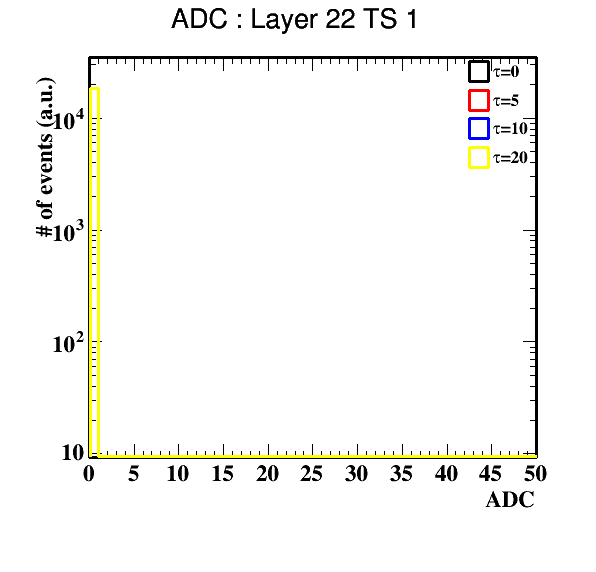 ADC : Layer 22 TS 1
# of events (a.u.)
10⁴
10³
10²
10
0 5 10 15 20 25 30 35 40 45 50
ADC
τ=0
τ=5
τ=10
τ=20